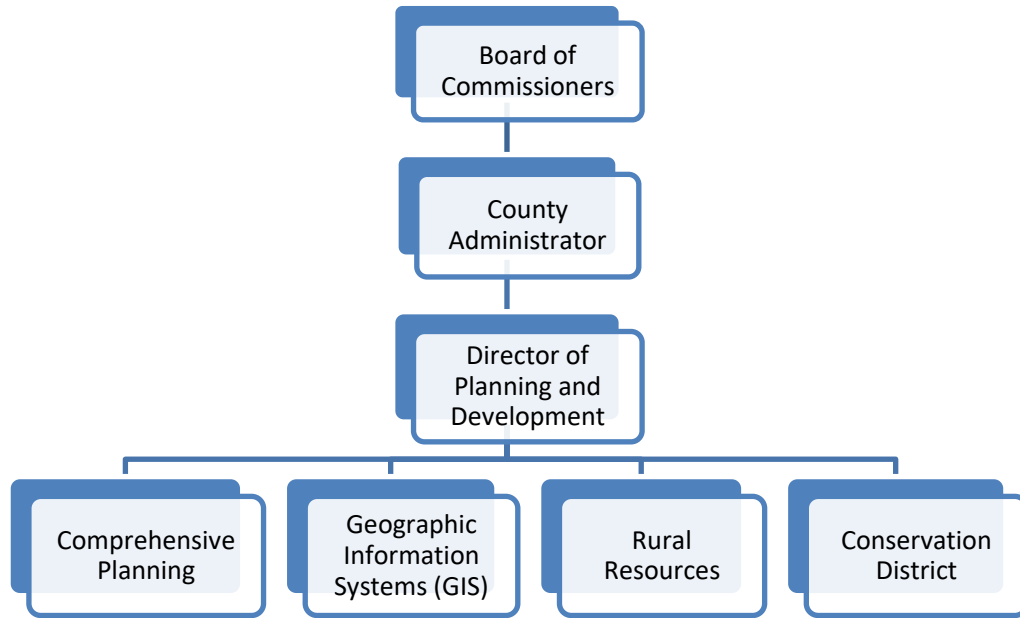 Board of
Commissioners
County
Administrator
Director of
Planning and
Development
Comprehensive
Planning
Geographic
Information
Systems (GIS)
Rural
Resources
Conservation
District